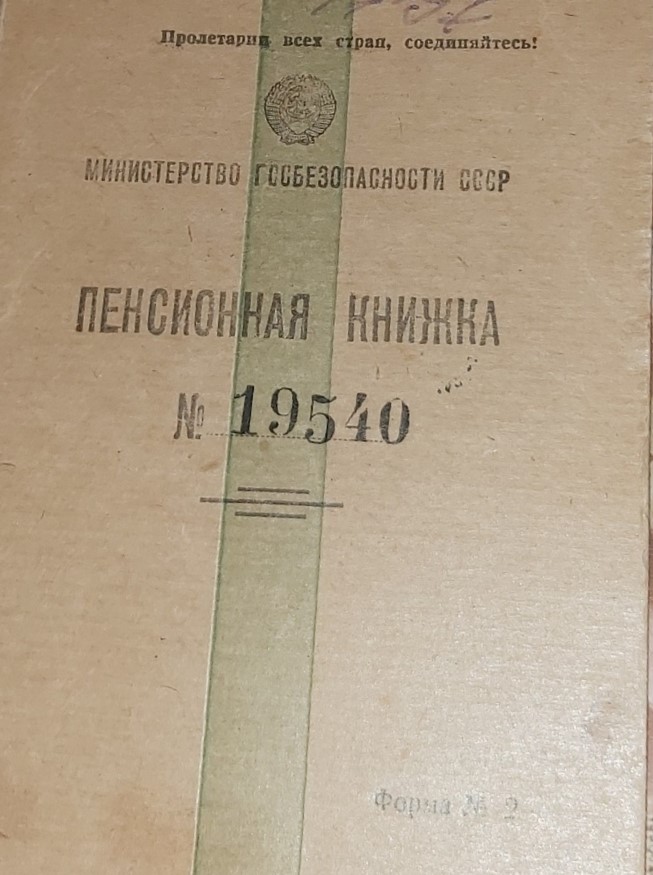 Пролетарии всех стран, соединяйтесь!
МИНИСТЕРСТВО ГОСБЕЗОПАСНОСТИ СССР
ПЕНСИОННАЯ КНИЖКА
№ 19540
Форма № 2